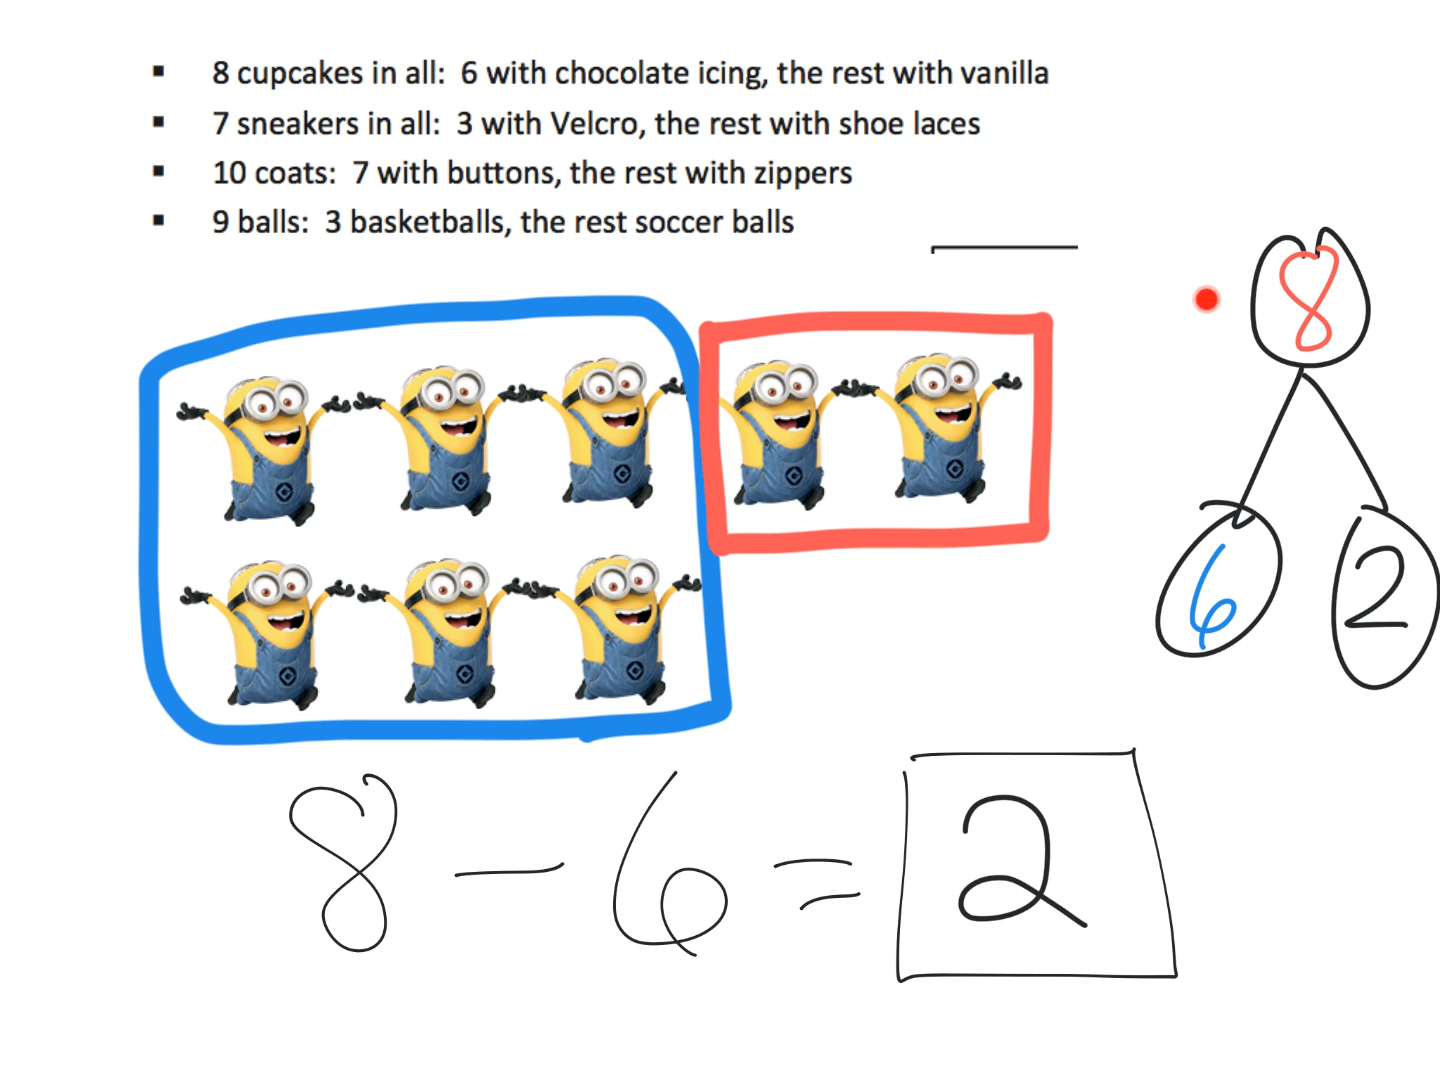 ▪ 8 cupcakes in all: 6 with chocolate icing, the rest with vanilla
▪ 7 sneakers in all: 3 with Velcro, the rest with shoe laces
▪ 10 coats: 7 with buttons, the rest with zippers
▪ 9 balls: 3 basketballs, the rest soccer balls
8
6 2
8 - 6 = 2